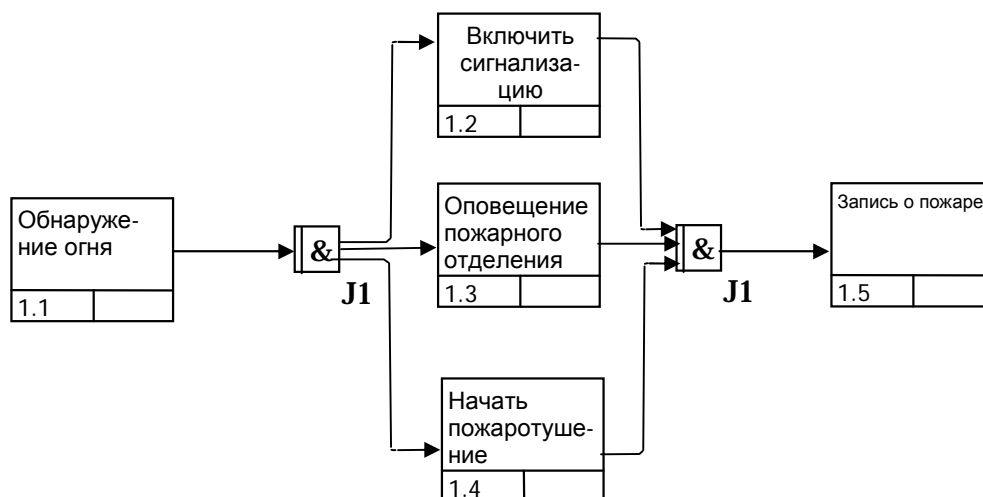 Обнаруже-
ние огня
1.1
&
J1
Включить
сигнализа-
цию
1.2
Оповещение
пожарного
отделения
1.3
Начать
пожаротуше-
ние
1.4
&
J1
Запись о пожаре
1.5